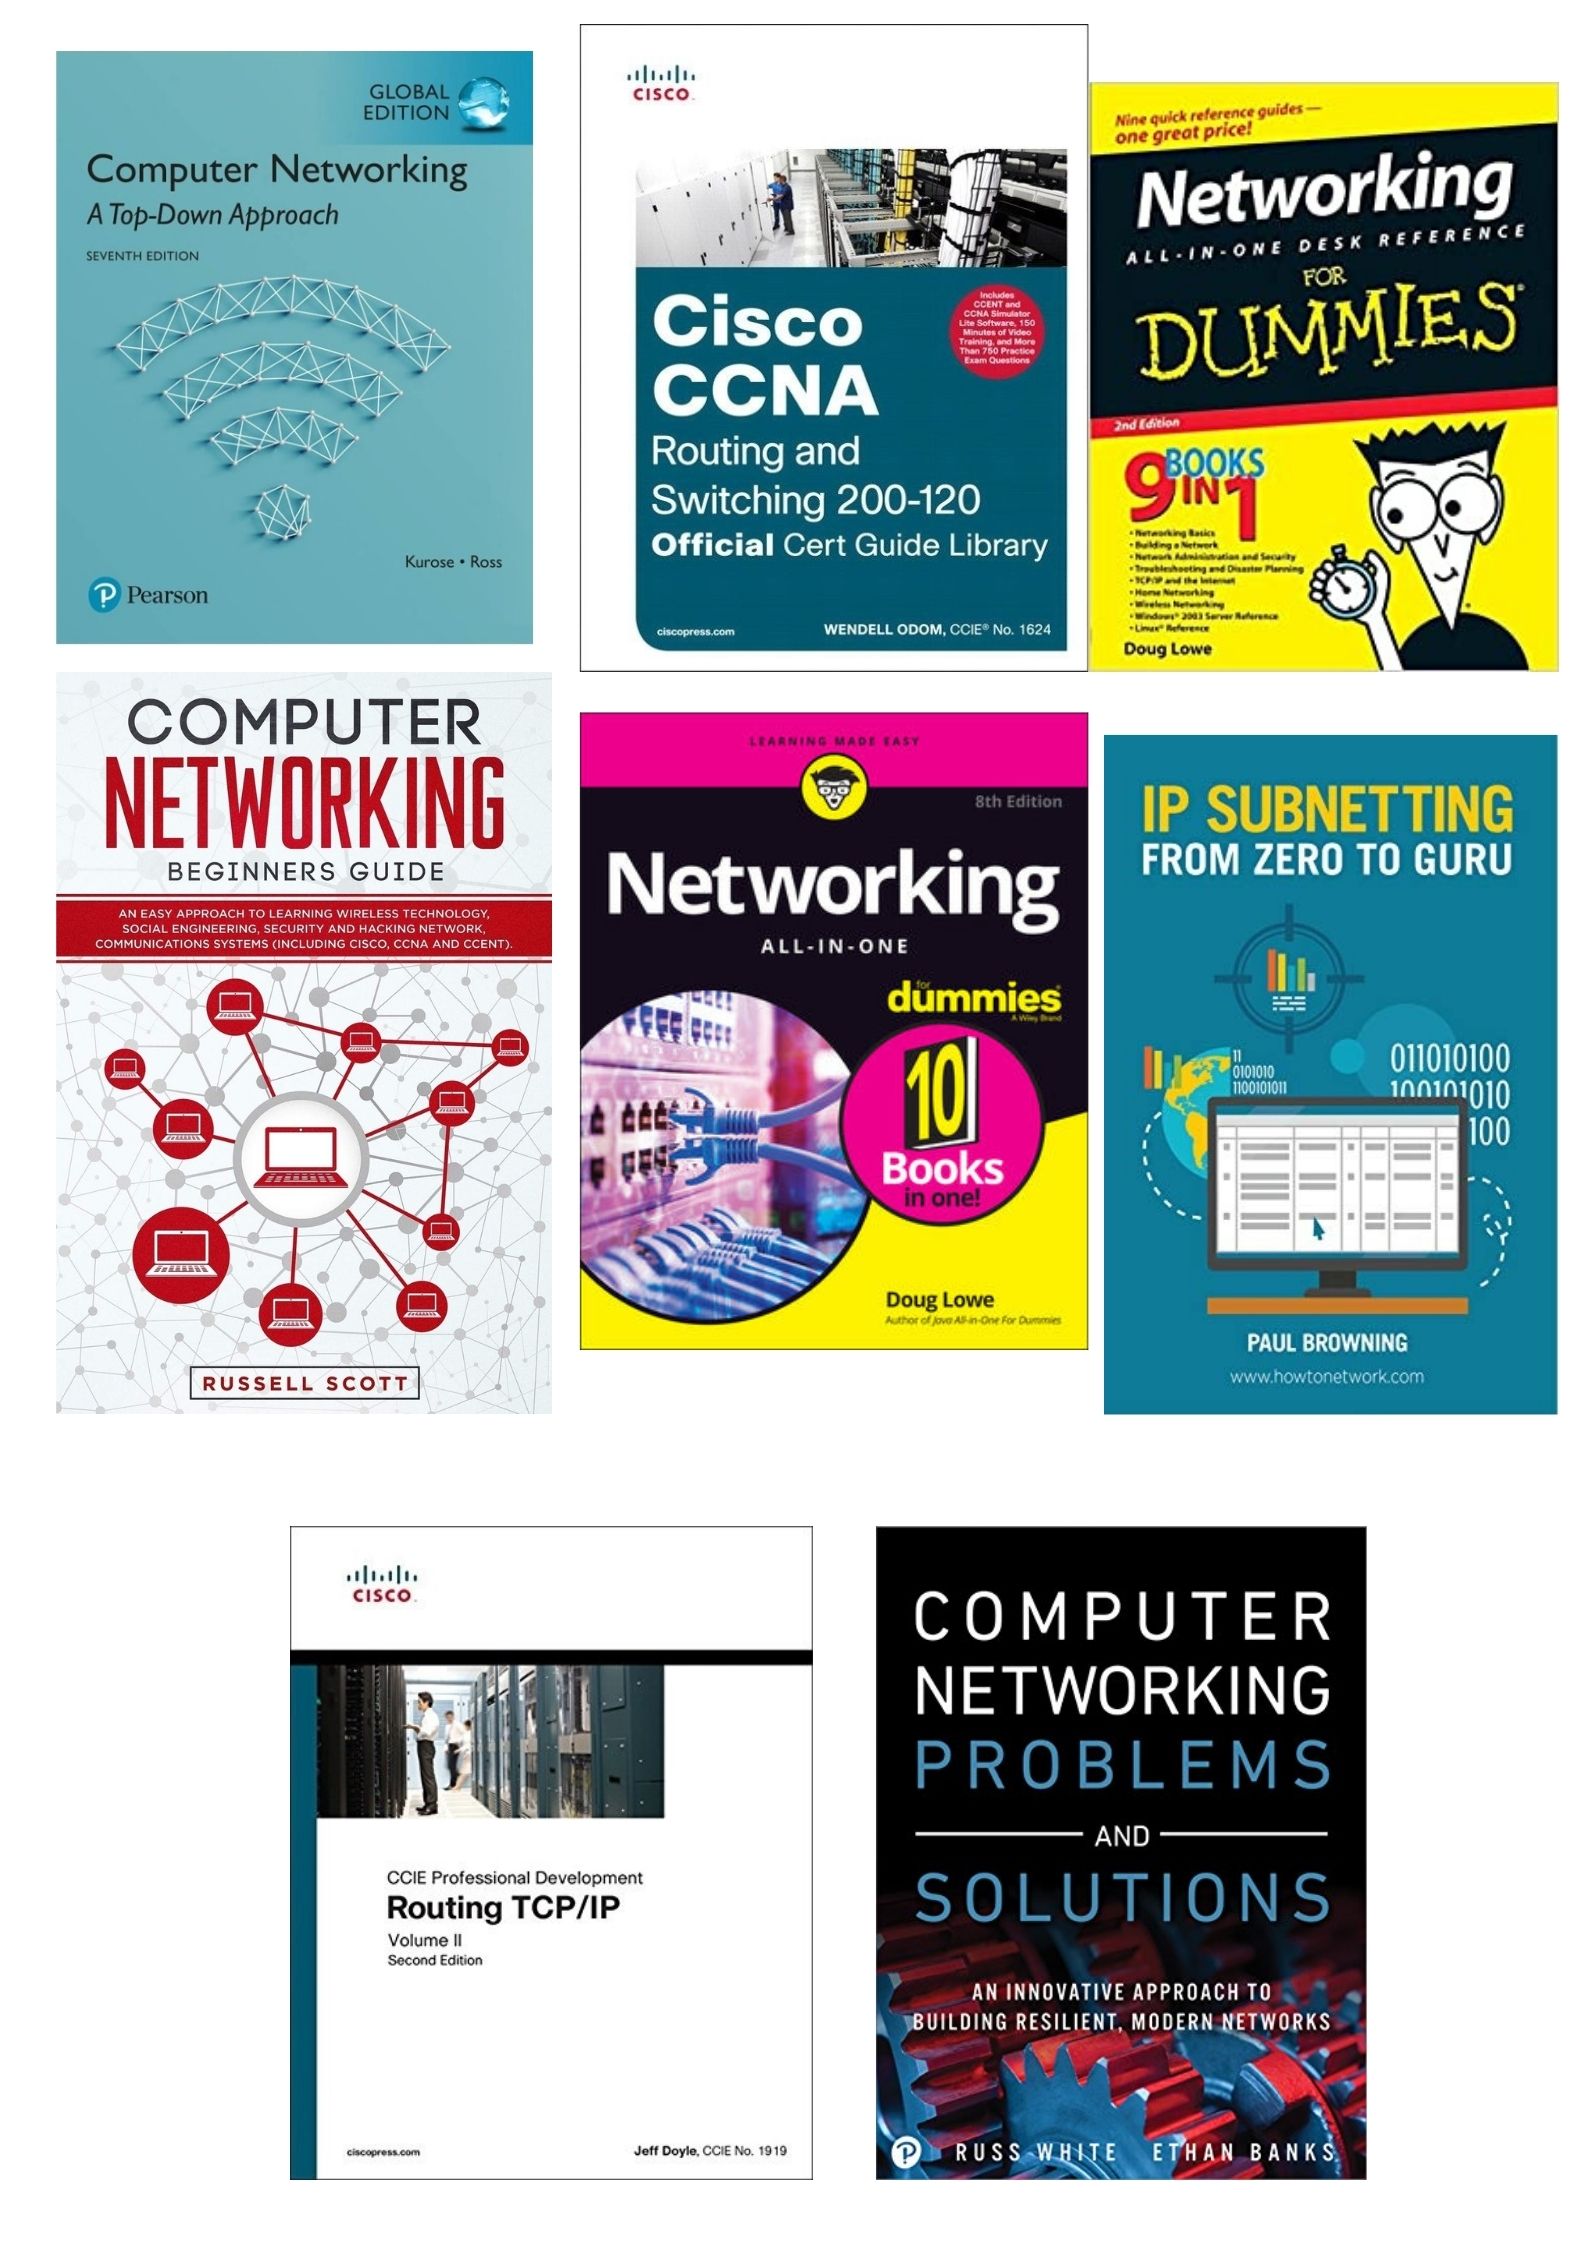 GLOBAL
EDITION
Computer Networking
A Top-Down Approach
SEVENTH EDITION
Kurose • Ross
Pearson
CISCO
Cisco
CCNA
Routing and
Switching 200-120
Official Cert Guide Library
Includes
CCENT and
CCNA Simulator
Lite Software, 150
Minutes of Video
Training, and More
Than 750 Practice
Exam Questions
ciscopress.com
WENDELL ODOM, CCIE® No. 1624
Nine quick reference guides —
one great price!
Networking
ALL-IN-ONE DESK REFERENCE
FOR
DUMMIES®
2nd Edition
9 BOOKS
IN 1
• Networking Basics
• Building a Network
• Network Administration and Security
• Troubleshooting and Disaster Planning
• TCP/IP and the Internet
• Home Networking
• Wireless Networking
• Windows® 2003 Server Reference
• Linux® Reference
Doug Lowe
COMPUTER
NETWORKING
BEGINNERS GUIDE
AN EASY APPROACH TO LEARNING WIRELESS TECHNOLOGY,
SOCIAL ENGINEERING, SECURITY AND HACKING NETWORK,
COMMUNICATIONS SYSTEMS (INCLUDING CISCO, CCNA AND CCENT).
RUSSELL SCOTT
LEARNING MADE EASY
8th Edition
Networking
ALL-IN-ONE
for
dummies®
A Wiley Brand
10
Books
in one!
Doug Lowe
Author of Java All-in-One For Dummies
IP SUBNETTING
FROM ZERO TO GURU
11
0101010
1100101011
011010100
100101010
100
PAUL BROWNING
www.howtonetwork.com
CISCO
CCIE Professional Development
Routing TCP/IP
Volume II
Second Edition
ciscopress.com
Jeff Doyle, CCIE No. 1919
COMPUTER
NETWORKING
PROBLEMS
AND
SOLUTIONS
AN INNOVATIVE APPROACH TO
BUILDING RESILIENT, MODERN NETWORKS
RUSS WHITE ETHAN BANKS